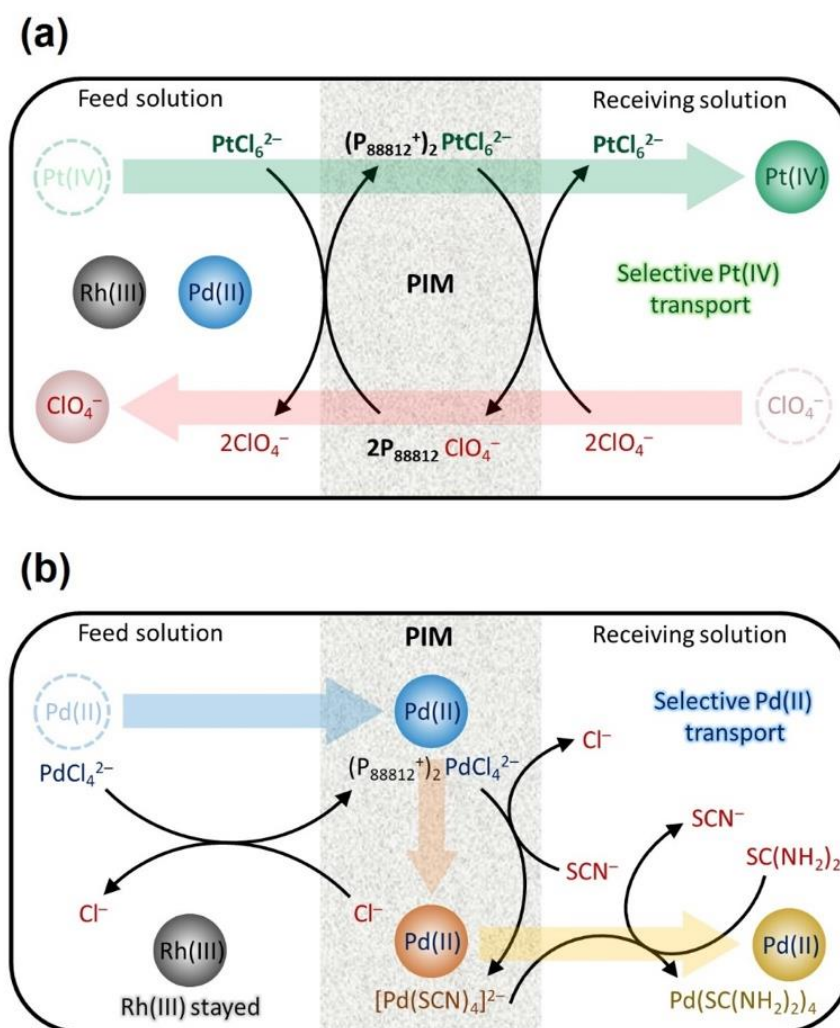 (a)
Feed solution
Receiving solution
PtCl₆²⁻
(P₈₈₈₁₂⁺)₂ PtCl₆²⁻
PtCl₆²⁻
Pt(IV)
Pt(IV)
Rh(III)
Pd(II)
PIM
Selective Pt(IV)
transport
ClO₄⁻
ClO₄⁻
2ClO₄⁻
2P₈₈₈₁₂ ClO₄⁻
2ClO₄⁻
(b)
Feed solution
PIM
Receiving solution
Pd(II)
Pd(II)
Selective Pd(II)
transport
PdCl₄²⁻
(P₈₈₈₁₂⁺)₂ PdCl₄²⁻
Cl⁻
SCN⁻
SC(NH₂)₂
SCN⁻
Cl⁻
Cl⁻
Rh(III)
Pd(II)
Pd(II)
Rh(III) stayed
[Pd(SCN)₄]²⁻
Pd(SC(NH₂)₂)₄